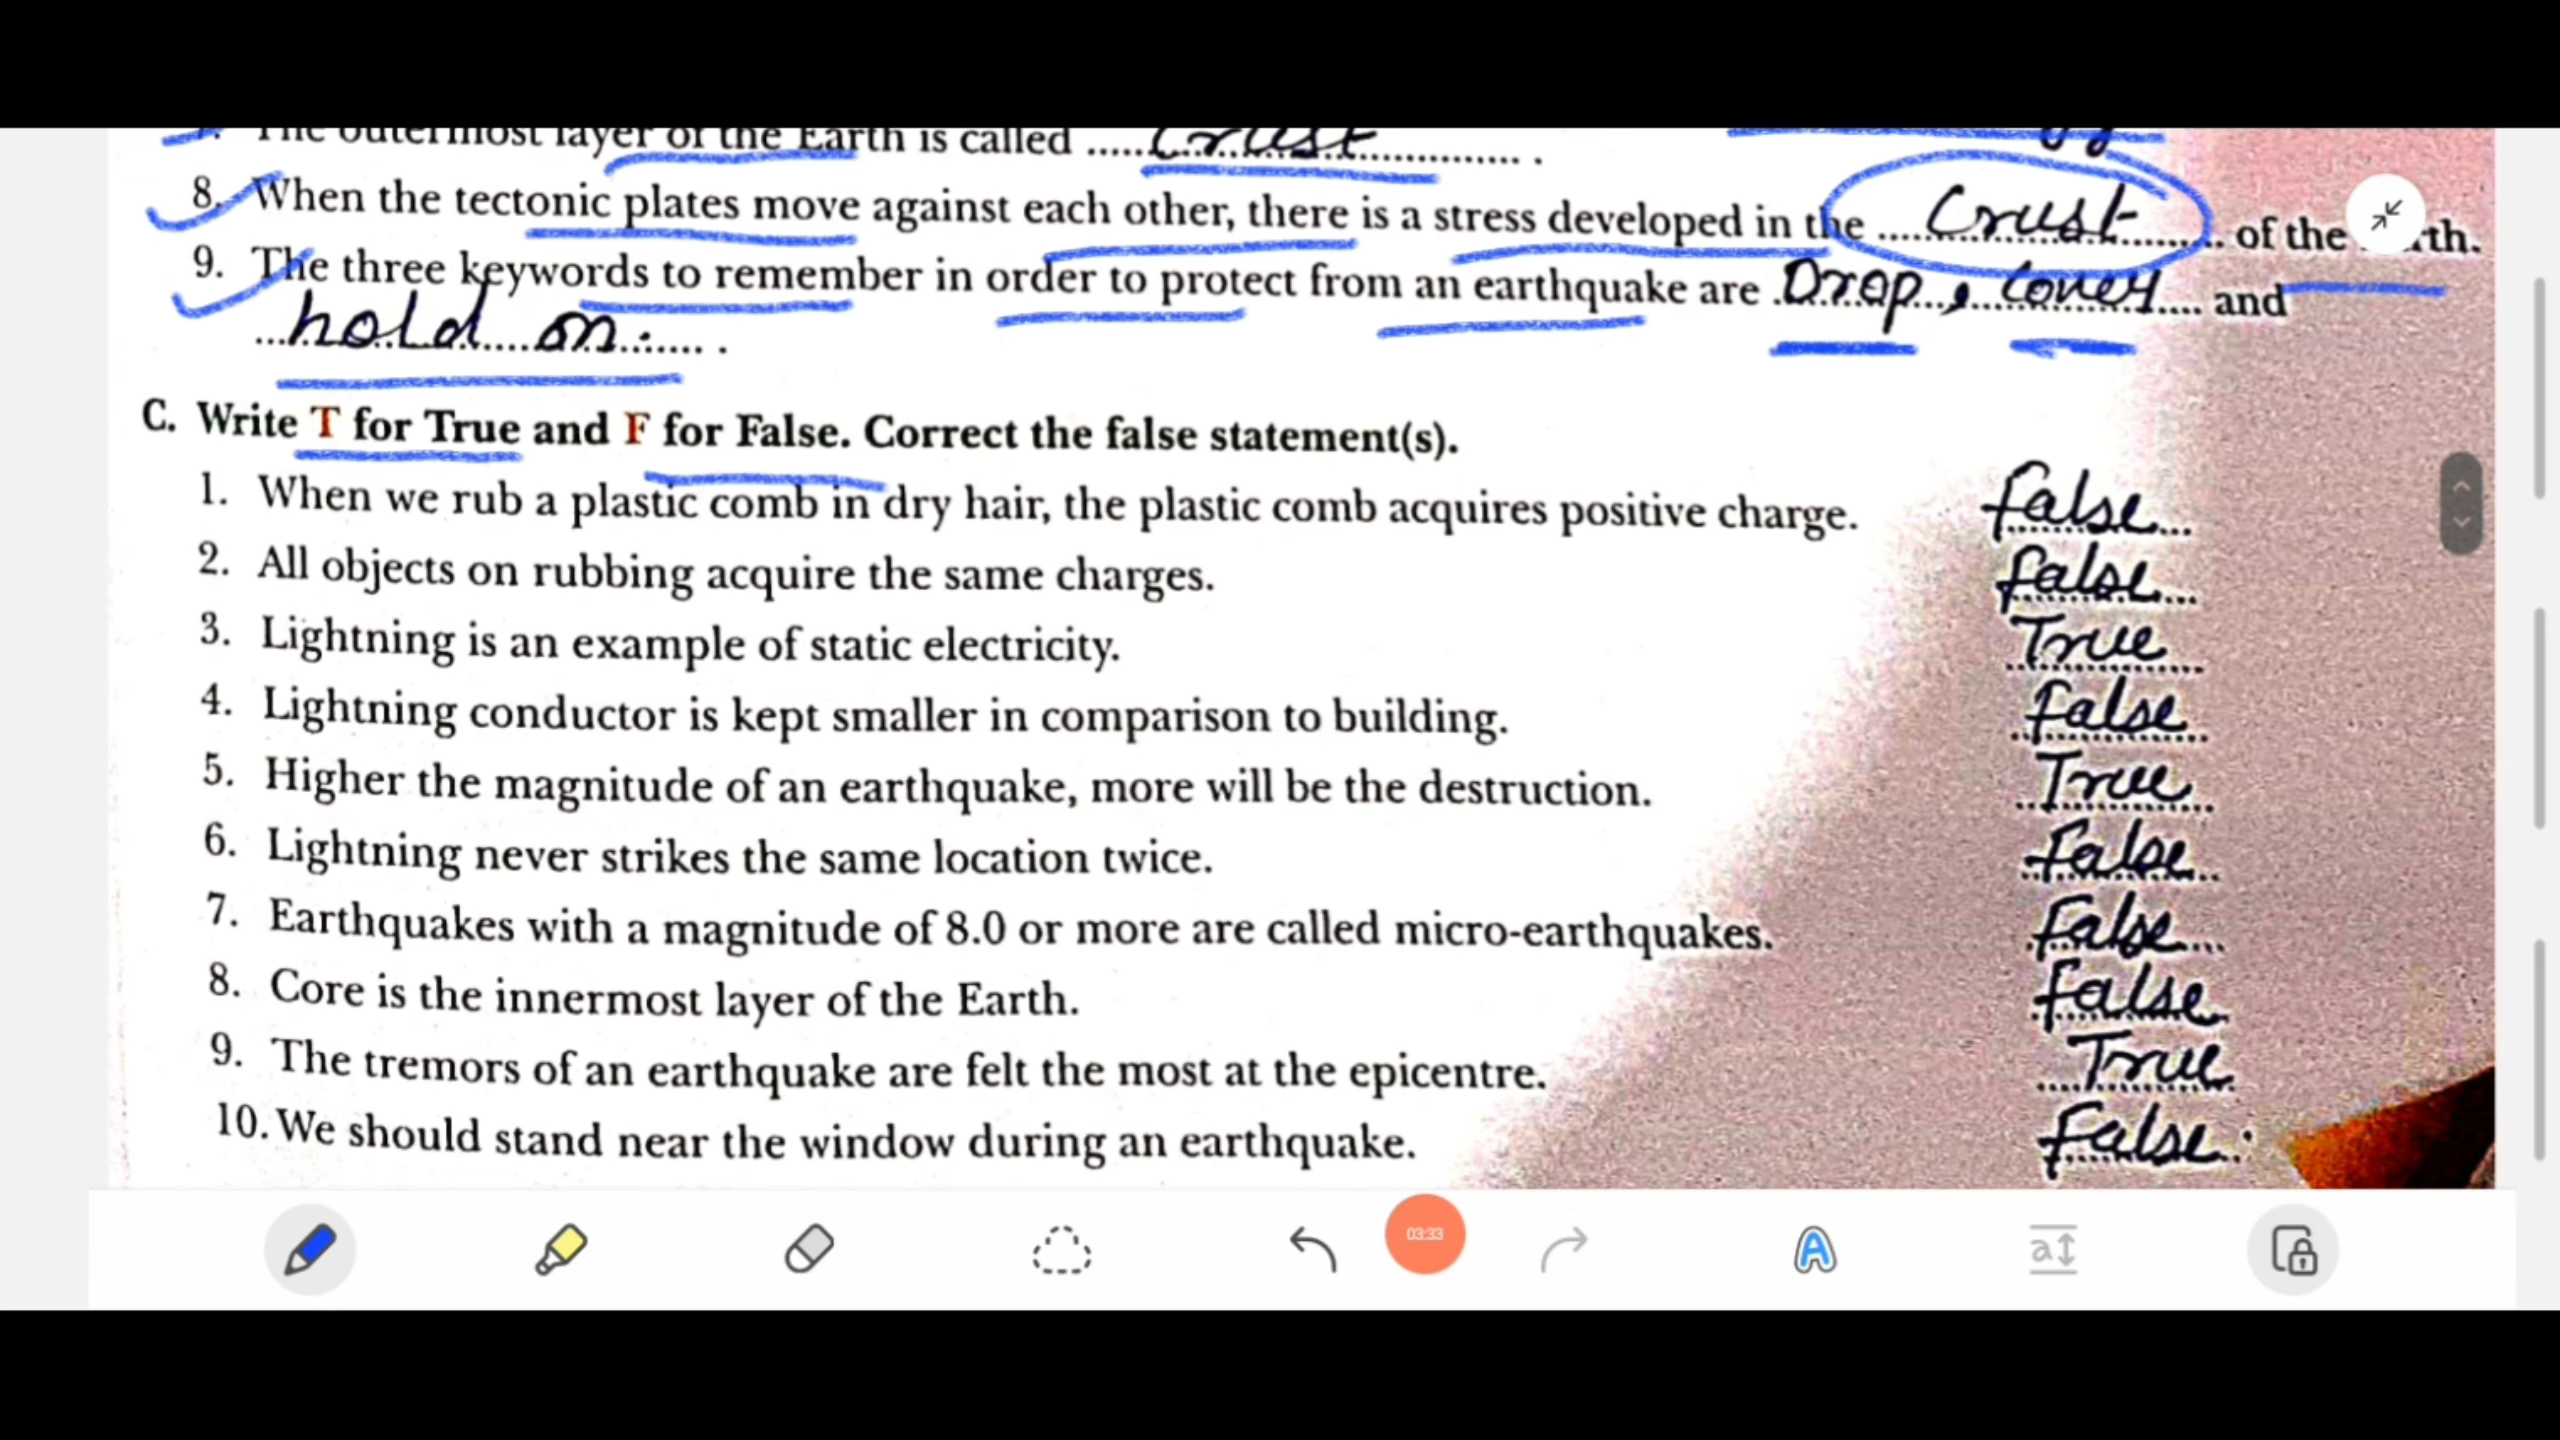 The outermost layer of the Earth is called ..... Crust ..... .
8. When the tectonic plates move against each other, there is a stress developed in the ..... Crust ..... of the rth.
9. The three keywords to remember in order to protect from an earthquake are Drop, Cover and
hold on. .
C. Write T for True and F for False. Correct the false statement(s).
1. When we rub a plastic comb in dry hair, the plastic comb acquires positive charge. false
2. All objects on rubbing acquire the same charges. false
3. Lightning is an example of static electricity. True
4. Lightning conductor is kept smaller in comparison to building. false
5. Higher the magnitude of an earthquake, more will be the destruction. True
6. Lightning never strikes the same location twice. False
7. Earthquakes with a magnitude of 8.0 or more are called micro-earthquakes. False
8. Core is the innermost layer of the Earth. false
9. The tremors of an earthquake are felt the most at the epicentre. True
10. We should stand near the window during an earthquake. False.
03:33
A
a